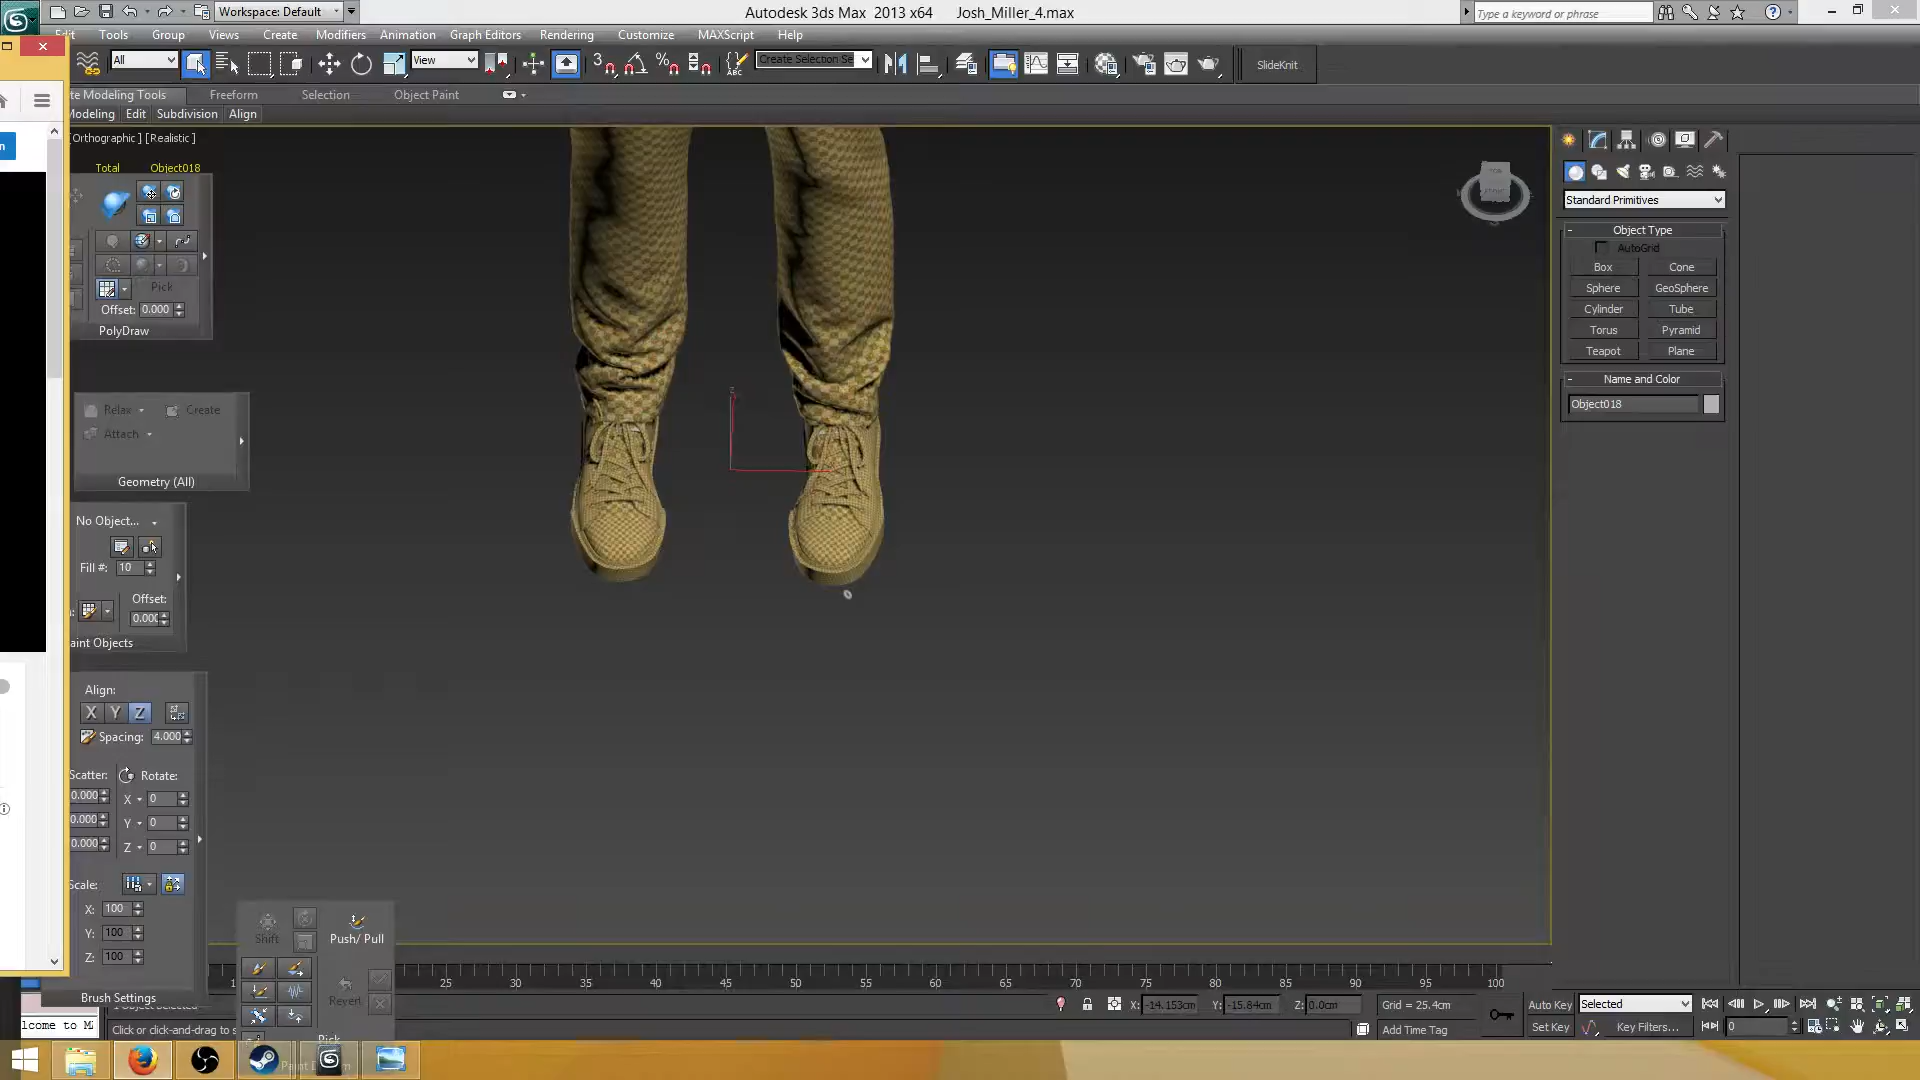 Workspace: Default
Autodesk 3ds Max  2013 x64     Josh_Miller_4.max
Type a keyword or phrase
Edit Tools Group Views Create Modifiers Animation Graph Editors Rendering Customize MAXScript Help
All
View
3
ABC
Create Selection Se
SlideKnit
te Modeling Tools Freeform Selection Object Paint
Modeling Edit Subdivision Align
[Orthographic ] [Realistic ]
Total Object018
Standard Primitives
- Object Type
AutoGrid
Box Cone
Sphere GeoSphere
Cylinder Tube
Torus Pyramid
Teapot Plane
- Name and Color
Object018
Pick
Offset: 0.000
PolyDraw
Relax Create
Attach
Geometry (All)
No Object...
Fill #: 10
Offset:
0.000
aint Objects
Align:
X Y Z
Spacing: 4.000
Scatter: Rotate:
0.000 X 0
0.000 Y 0
0.000 Z 0
Scale:
X: 100
Y: 100
Z: 100
Brush Settings
Shift Push/ Pull
Revert
Pick
25 30 35 40 45 50 55 60 65 70 75 80 85 90 95 100
X: -14.153cm Y: -15.84cm Z: 0.0cm Grid = 25.4cm
Auto Key Selected
lcome to M
Click or click-and-drag to s
Add Time Tag
Set Key Key Filters... 0